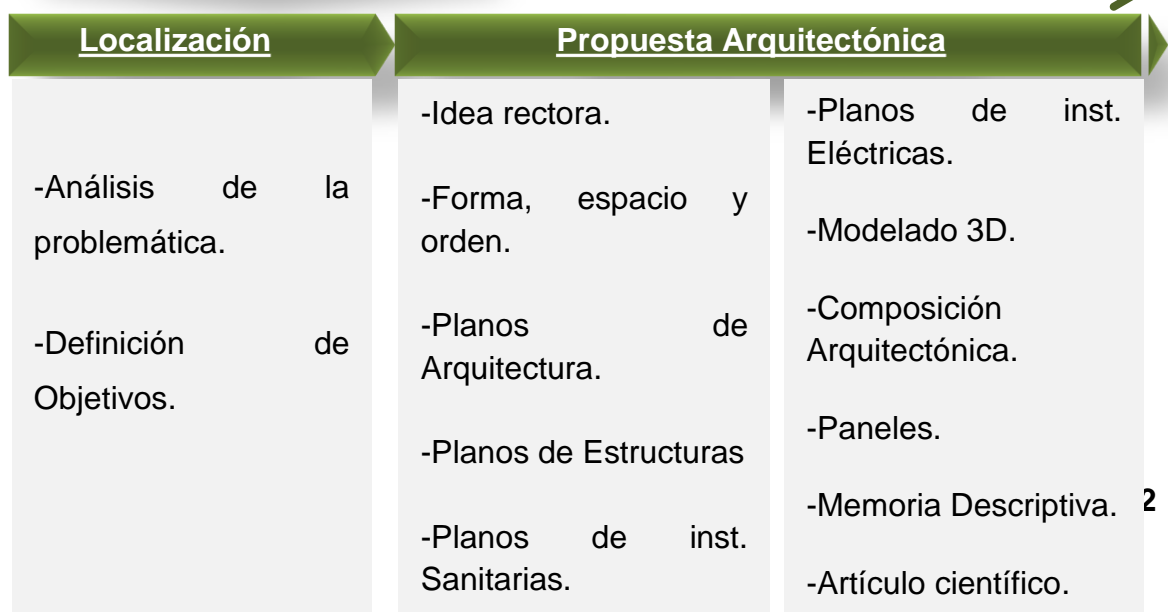 Localización
-Análisis de la
problemática.
-Definición de
Objetivos.
Propuesta Arquitectónica
-Idea rectora.
-Forma, espacio y
orden.
-Planos de
Arquitectura.
-Planos de Estructuras
-Planos de inst.
Sanitarias.
-Planos de inst.
Eléctricas.
-Modelado 3D.
-Composición
Arquitectónica.
-Paneles.
-Memoria Descriptiva.
-Artículo científico.
2